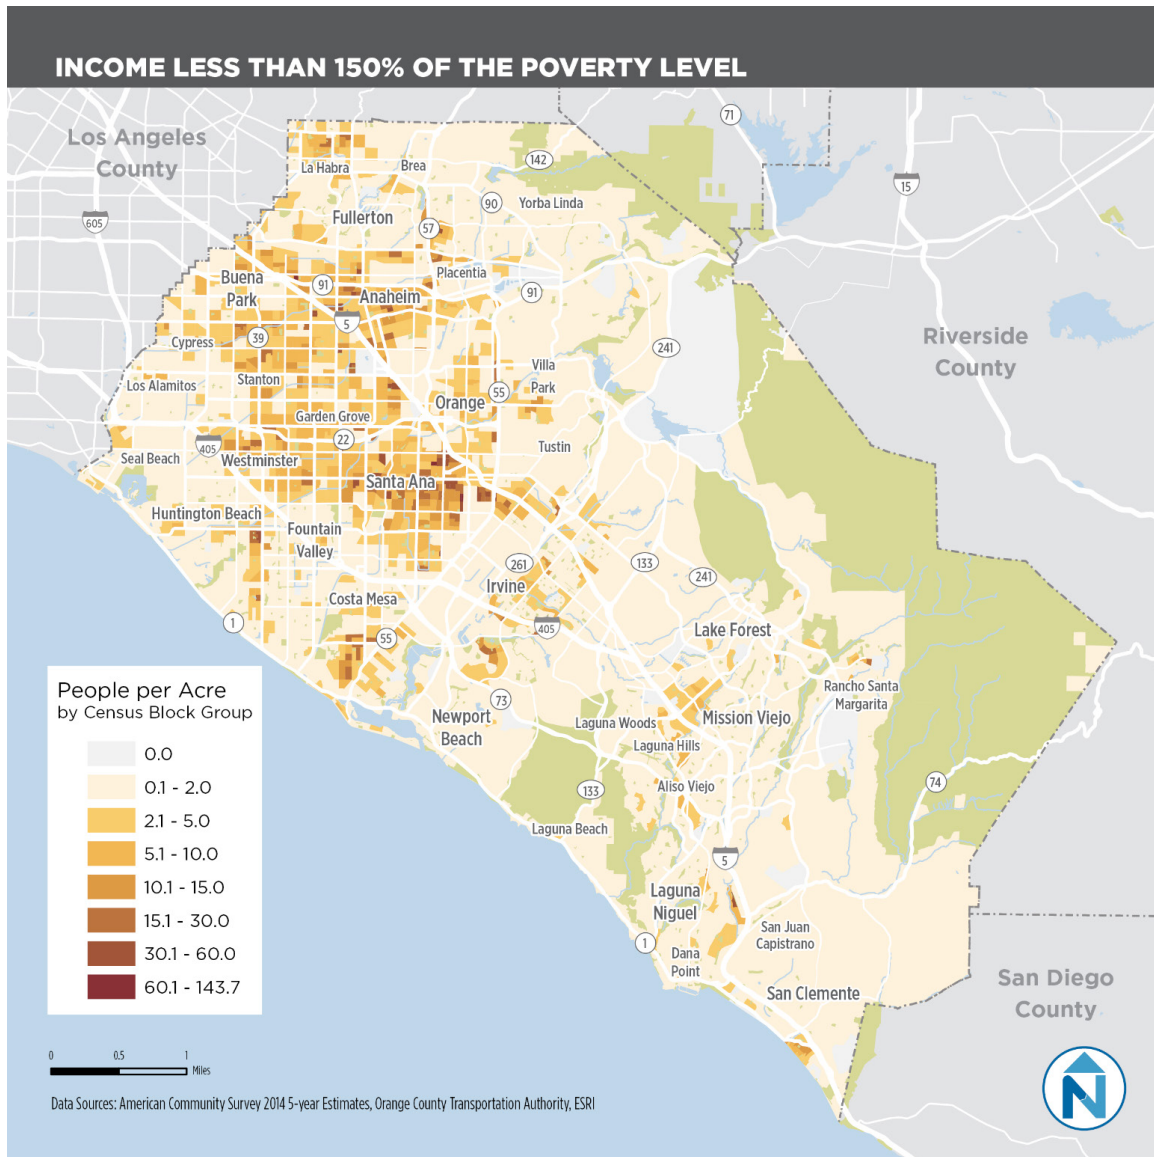 INCOME LESS THAN 150% OF THE POVERTY LEVEL
71
Los Angeles
County
142
La Habra
Brea
15
90
Yorba Linda
605
Fullerton
57
Buena
Park
Placentia
91
Anaheim
91
5
Riverside
County
39
Cypress
241
Stanton
Villa
Park
Los Alamitos
55
Orange
Garden Grove
22
405
Tustin
Seal Beach
Westminster
Santa Ana
Huntington Beach
Fountain
Valley
261
133
241
Irvine
Costa Mesa
1
55
405
Lake Forest
Rancho Santa
Margarita
73
Newport
Beach
Laguna Woods
Mission Viejo
Laguna Hills
133
Aliso Viejo
74
Laguna Beach
5
Laguna
Niguel
San Juan
Capistrano
1
Dana
Point
San Clemente
San Diego
County
People per Acre
by Census Block Group
0.0
0.1 - 2.0
2.1 - 5.0
5.1 - 10.0
10.1 - 15.0
15.1 - 30.0
30.1 - 60.0
60.1 - 143.7
0 0.5 1
Miles
Data Sources: American Community Survey 2014 5-year Estimates, Orange County Transportation Authority, ESRI
N